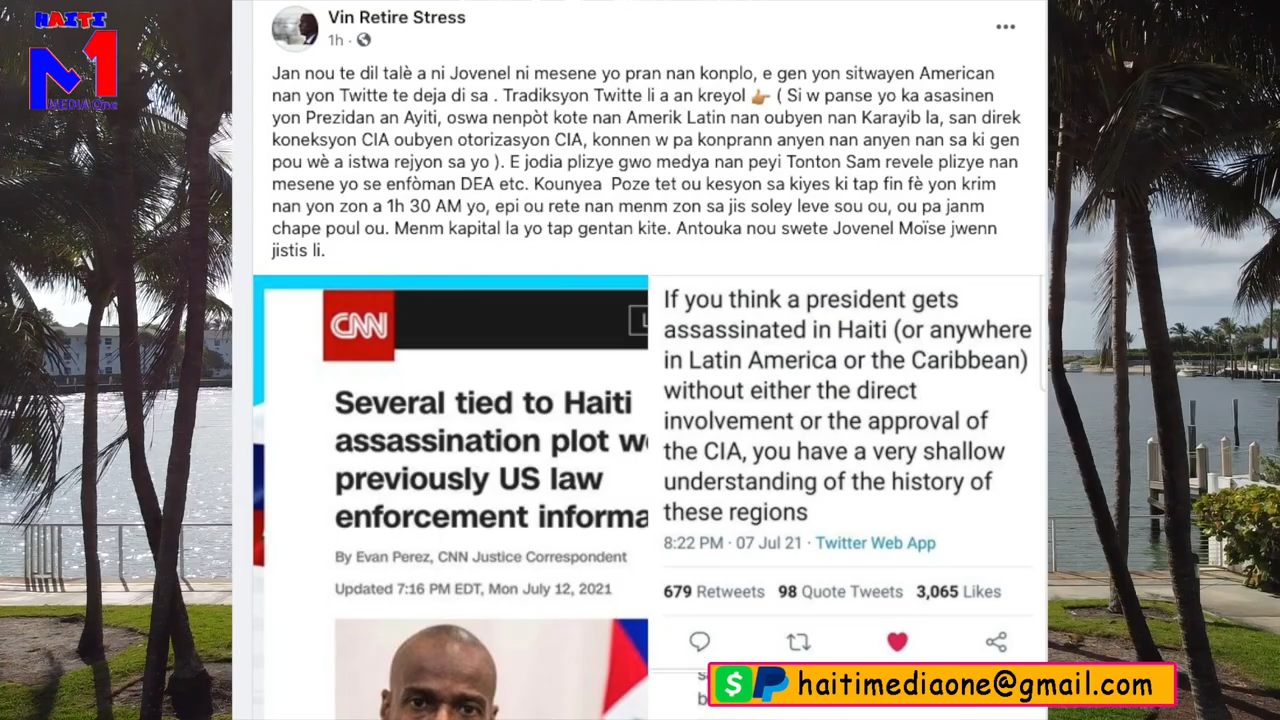 HAITI
M1
MEDIA One
Vin Retire Stress
1h ·
Jan nou te dil talè a ni Jovenel ni mesene yo pran nan konplo, e gen yon sitwayen American
nan yon Twitte te deja di sa . Tradiksyon Twitte li a an kreyol 👉 ( Si w panse yo ka asasinen
yon Prezidan an Ayiti, oswa nenpòt kote nan Amerik Latin nan oubyen nan Karayib la, san direk
koneksyon CIA oubyen otorizasyon CIA, konnen w pa konprann anyen nan anyen nan sa ki gen
pou wè a istwa rejyon sa yo ). E jodia plizye gwo medya nan peyi Tonton Sam revele plizye nan
mesene yo se enfòman DEA etc. Kounyea  Poze tet ou kesyon sa kiyes ki tap fin fè yon krim
nan yon zon a 1h 30 AM yo, epi ou rete nan menm zon sa jis soley leve sou ou, ou pa janm
chape poul ou. Menm kapital la yo tap gentan kite. Antouka nou swete Jovenel Moïse jwenn
jistis li.
CNN
Several tied to Haiti
assassination plot we
previously US law
enforcement informa
By Evan Perez, CNN Justice Correspondent
Updated 7:16 PM EDT, Mon July 12, 2021
If you think a president gets
assassinated in Haiti (or anywhere
in Latin America or the Caribbean)
without either the direct
involvement or the approval of
the CIA, you have a very shallow
understanding of the history of
these regions
8:22 PM · 07 Jul 21 · Twitter Web App
679 Retweets 98 Quote Tweets 3,065 Likes
haitimediaone@gmail.com